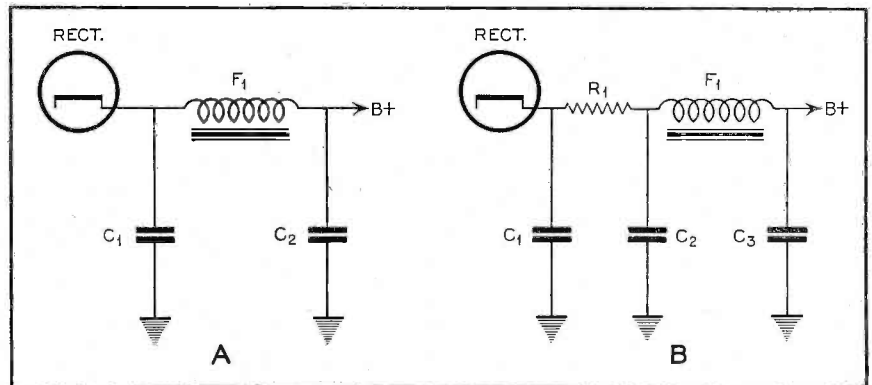 RECT.
F₁
B+
C₁
C₂
A
RECT.
R₁
F₁
B+
C₁
C₂
C₃
B